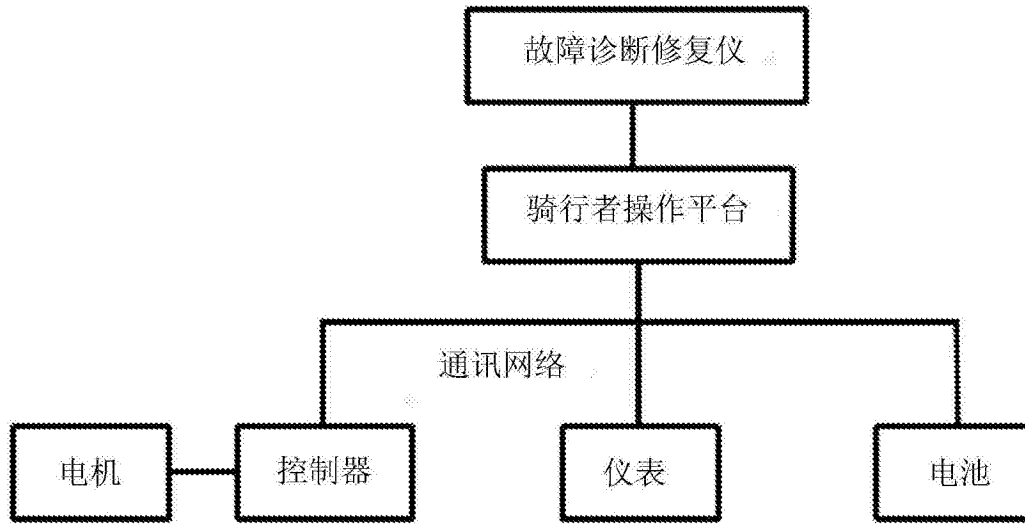 故障诊断修复仪
骑行者操作平台
通讯网络
电机
控制器
仪表
电池